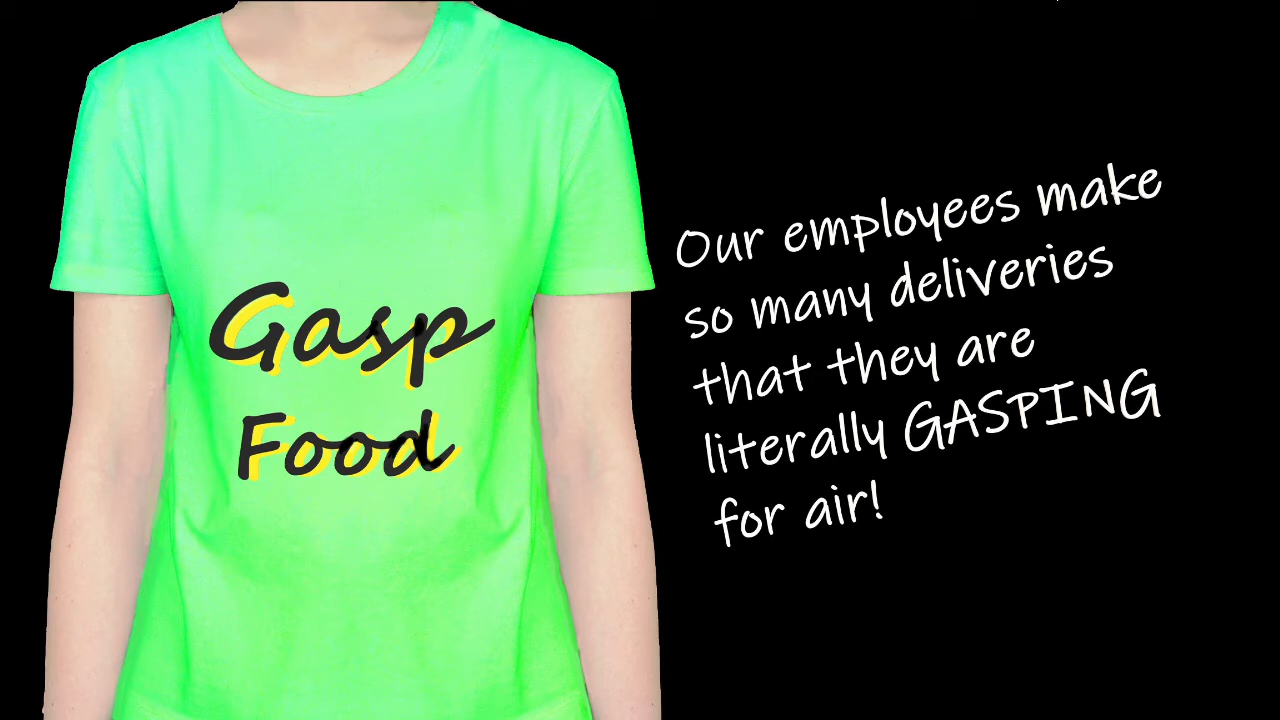 Gasp
Food
Our employees make
so many deliveries
that they are
literally GASPING
for air!